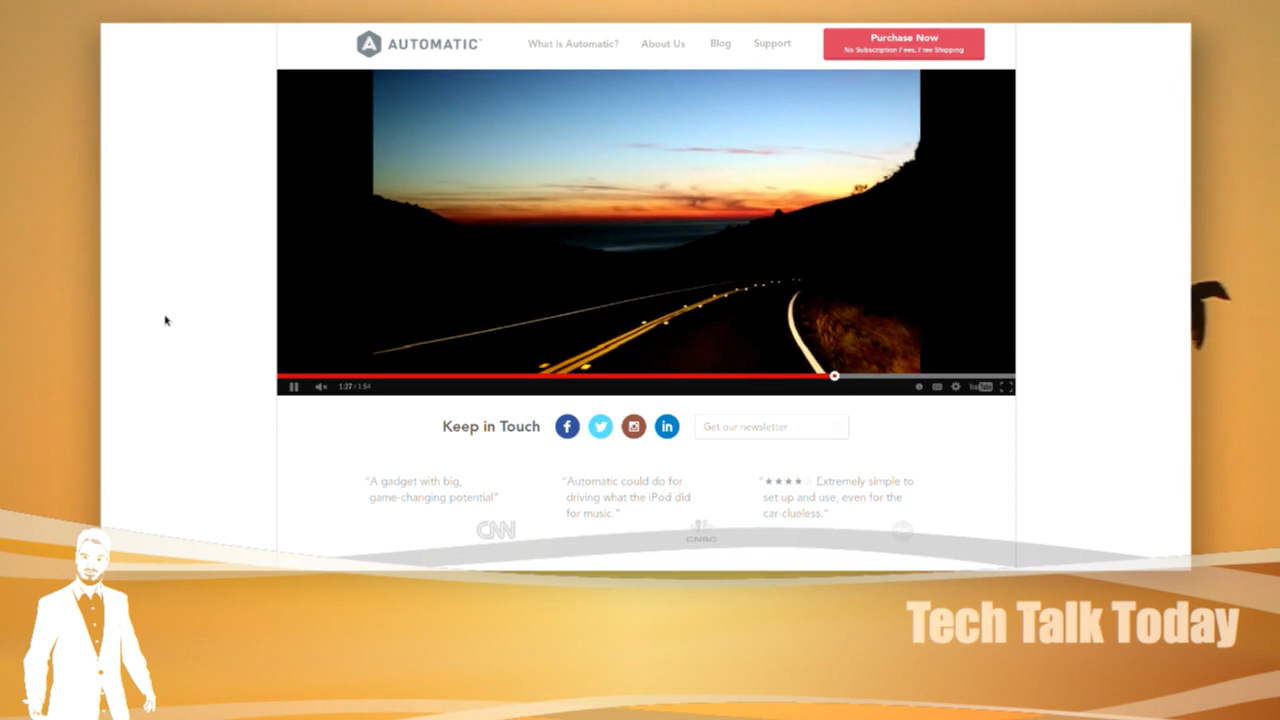 AUTOMATIC™
What is Automatic?
About Us
Blog
Support
Purchase Now
No Subscription Fees, Free Shipping
1:27 / 1:54
YouTube
Keep in Touch
Get our newsletter
"A gadget with big,
game-changing potential"
CNN
"Automatic could do for
driving what the iPod did
for music."
CNBC
"★★★★☆ Extremely simple to
set up and use, even for the
car-clueless."
Tech Talk Today